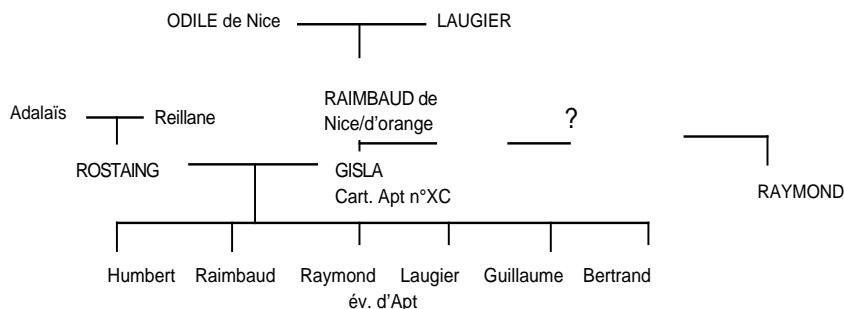 ODILE de Nice LAUGIER
RAIMBAUD de
Nice/d'orange
?
Adalaïs Reillane
ROSTAING GISLA
Cart. Apt n°XC
RAYMOND
Humbert Raimbaud Raymond Laugier Guillaume Bertrand
év. d'Apt